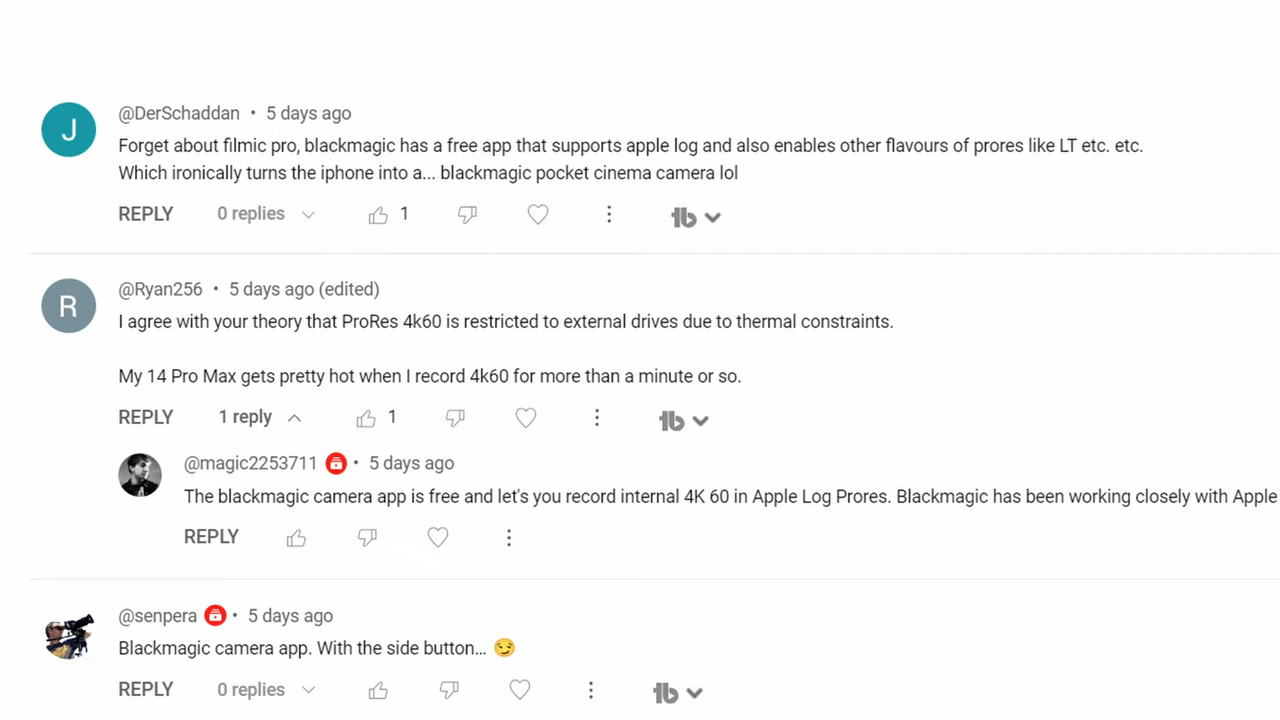 J
@DerSchaddan • 5 days ago
Forget about filmic pro, blackmagic has a free app that supports apple log and also enables other flavours of prores like LT etc. etc.
Which ironically turns the iphone into a... blackmagic pocket cinema camera lol
REPLY 0 replies 1 tb
R
@Ryan256 • 5 days ago (edited)
I agree with your theory that ProRes 4k60 is restricted to external drives due to thermal constraints.
My 14 Pro Max gets pretty hot when I record 4k60 for more than a minute or so.
REPLY 1 reply 1 tb
@magic2253711 • 5 days ago
The blackmagic camera app is free and let's you record internal 4K 60 in Apple Log Prores. Blackmagic has been working closely with Apple
REPLY
@senpera • 5 days ago
Blackmagic camera app. With the side button... 😏
REPLY 0 replies tb